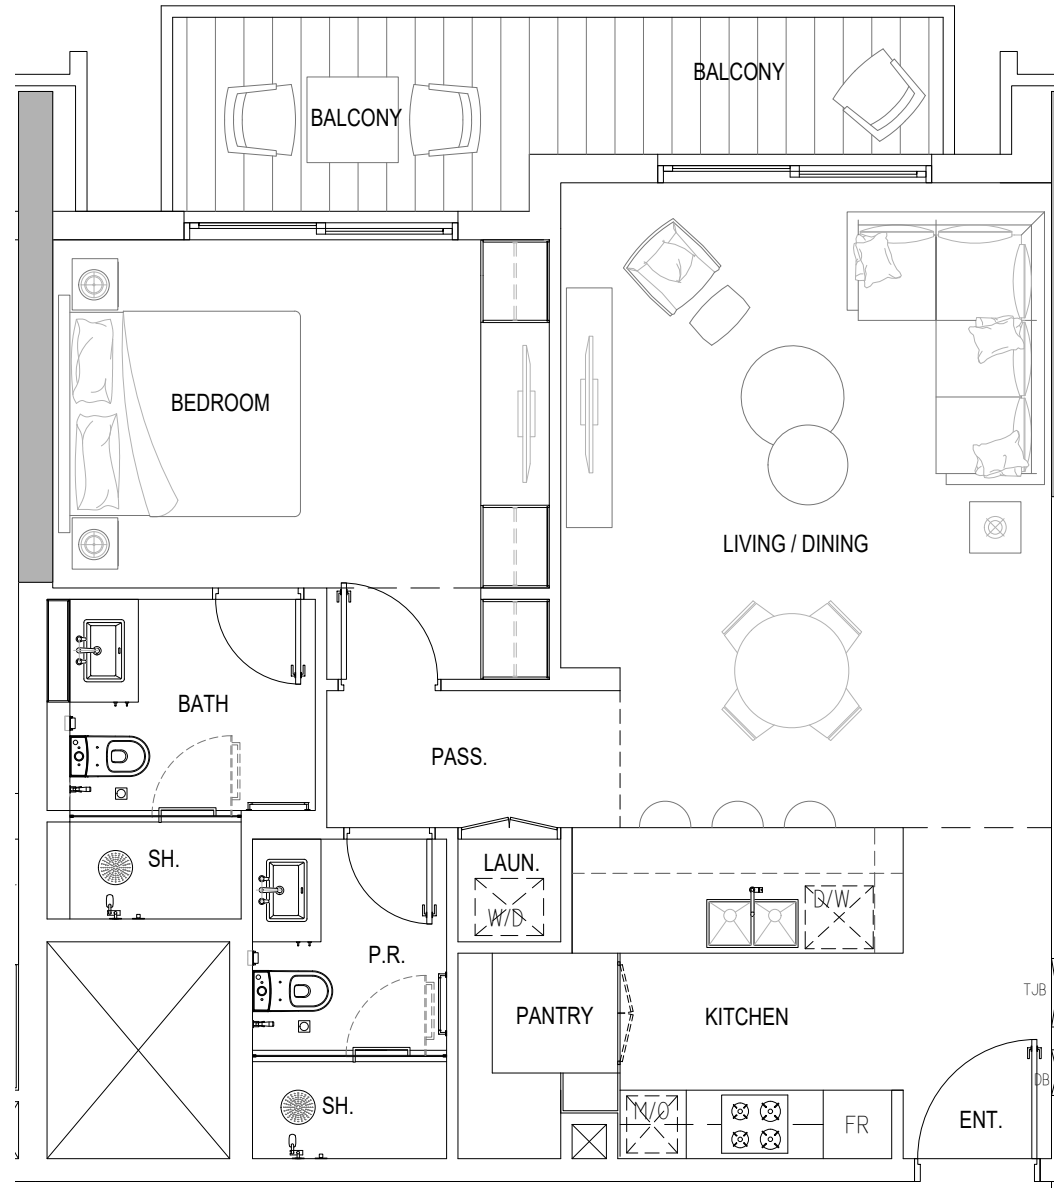 BALCONY
BALCONY
BEDROOM
LIVING / DINING
BATH
PASS.
SH.
LAUN.
W/D
D/W
P.R.
TJB
PANTRY
KITCHEN
DB
SH.
M/O
FR
ENT.